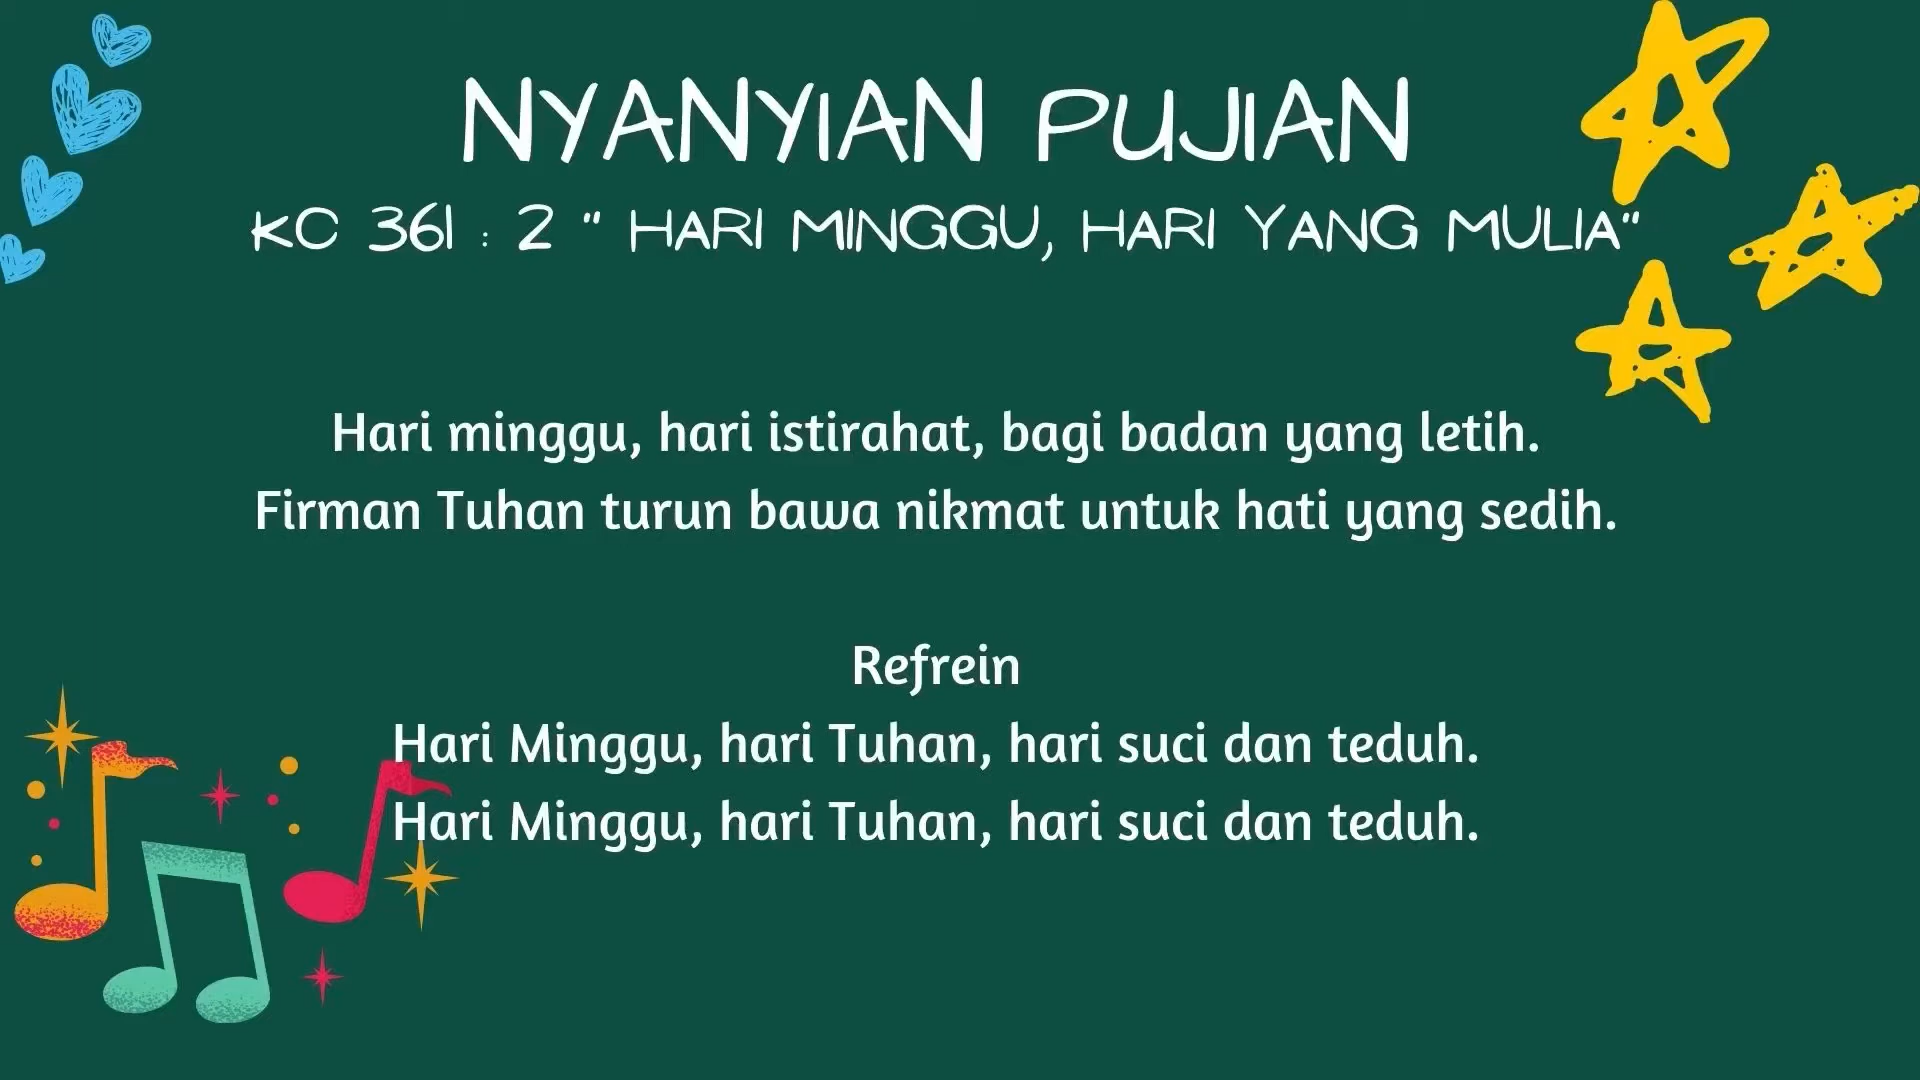 NYANYIAN PUJIAN
KC 361 : 2 " HARI MINGGU, HARI YANG MULIA"
Hari minggu, hari istirahat, bagi badan yang letih.
Firman Tuhan turun bawa nikmat untuk hati yang sedih.
Refrein
Hari Minggu, hari Tuhan, hari suci dan teduh.
Hari Minggu, hari Tuhan, hari suci dan teduh.